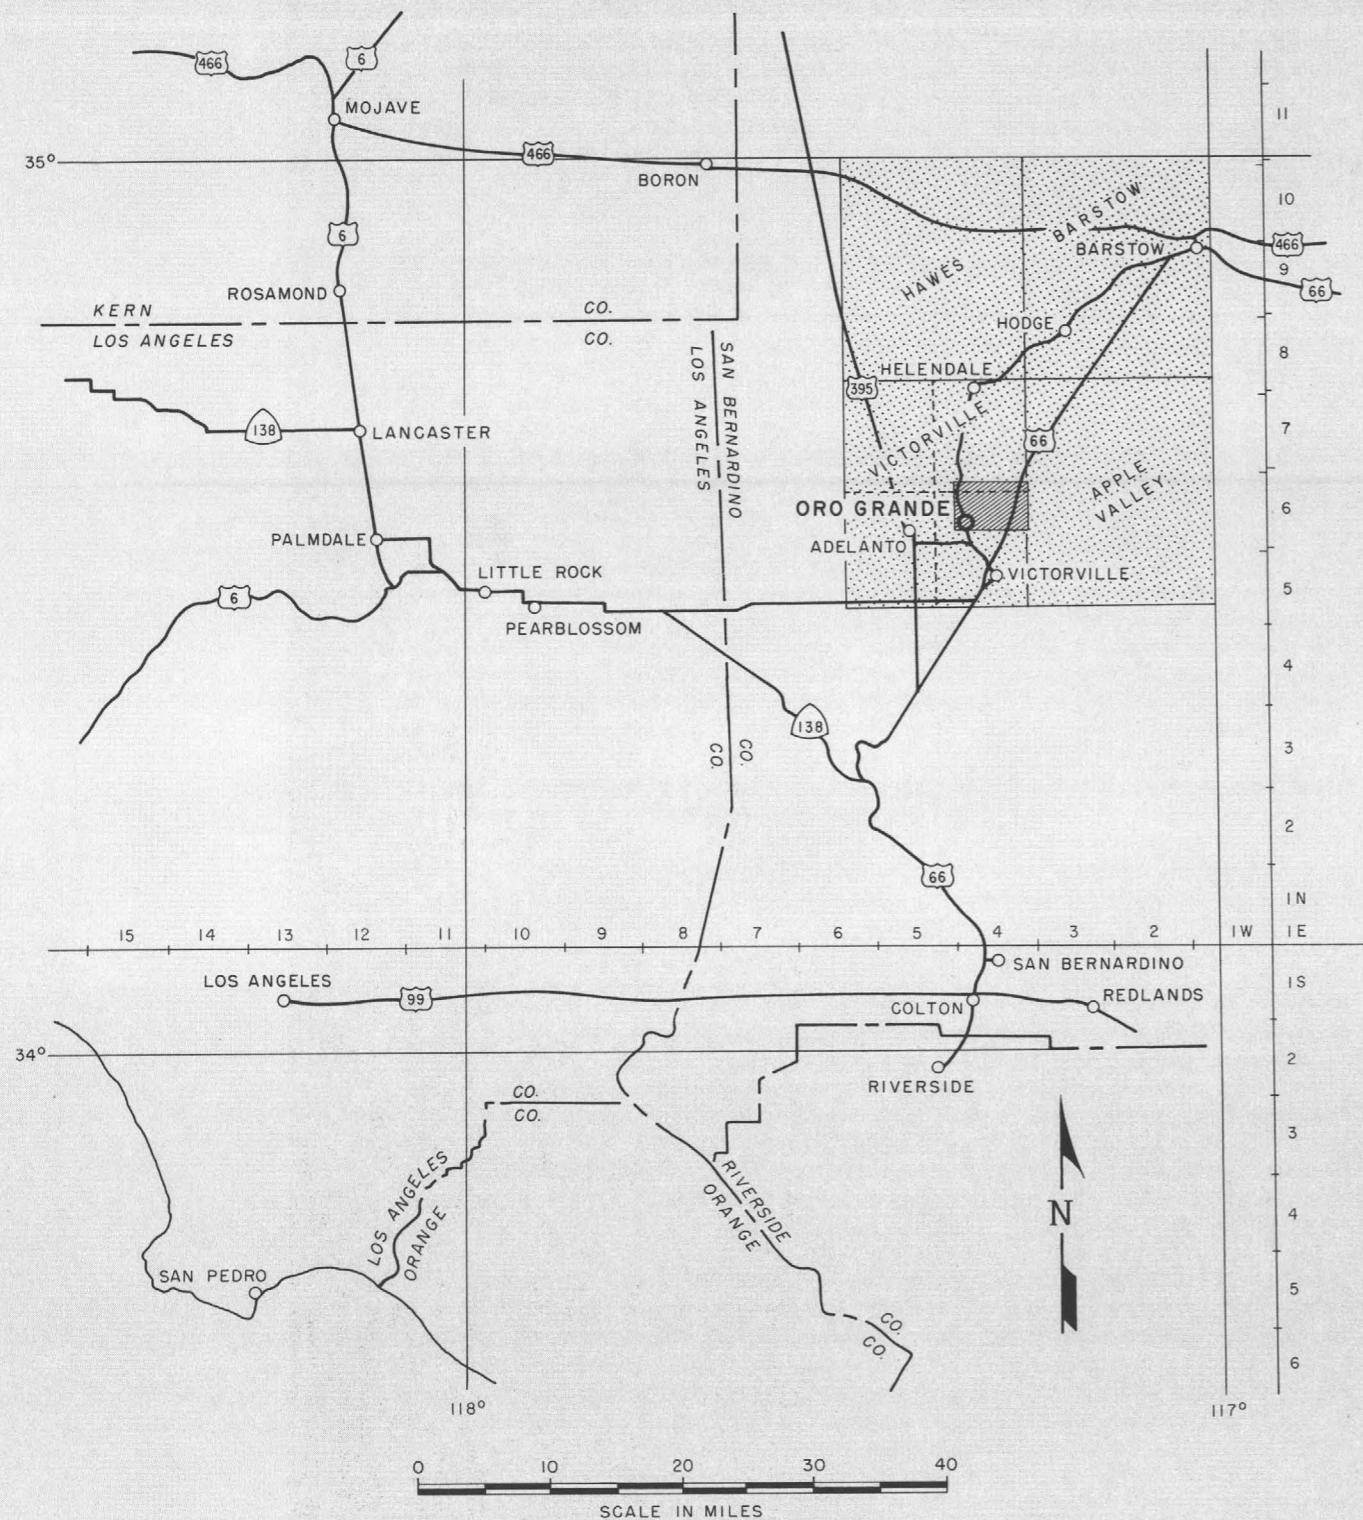 6
466
MOJAVE
11
35°
466
BORON
10
BARSTOW
6
BARSTOW
466
9
HAWES
66
ROSAMOND
KERN CO.
LOS ANGELES CO.
HODGE
SAN BERNARDINO
LOS ANGELES
8
HELENDALE
395
138
LANCASTER
VICTORVILLE
7
66
APPLE
VALLEY
ORO GRANDE
6
PALMDALE
ADELANTO
LITTLE ROCK
VICTORVILLE
6
5
PEARBLOSSOM
4
138
CO.
CO.
3
2
66
1N
15 14 13 12 11 10 9 8 7 6 5 4 3 2 1W 1E
SAN BERNARDINO
LOS ANGELES
1S
99
COLTON
REDLANDS
34°
2
RIVERSIDE
CO.
CO.
3
LOS ANGELES
ORANGE
RIVERSIDE
ORANGE
N
4
SAN PEDRO
5
CO.
CO.
6
118°
117°
0 10 20 30 40
SCALE IN MILES